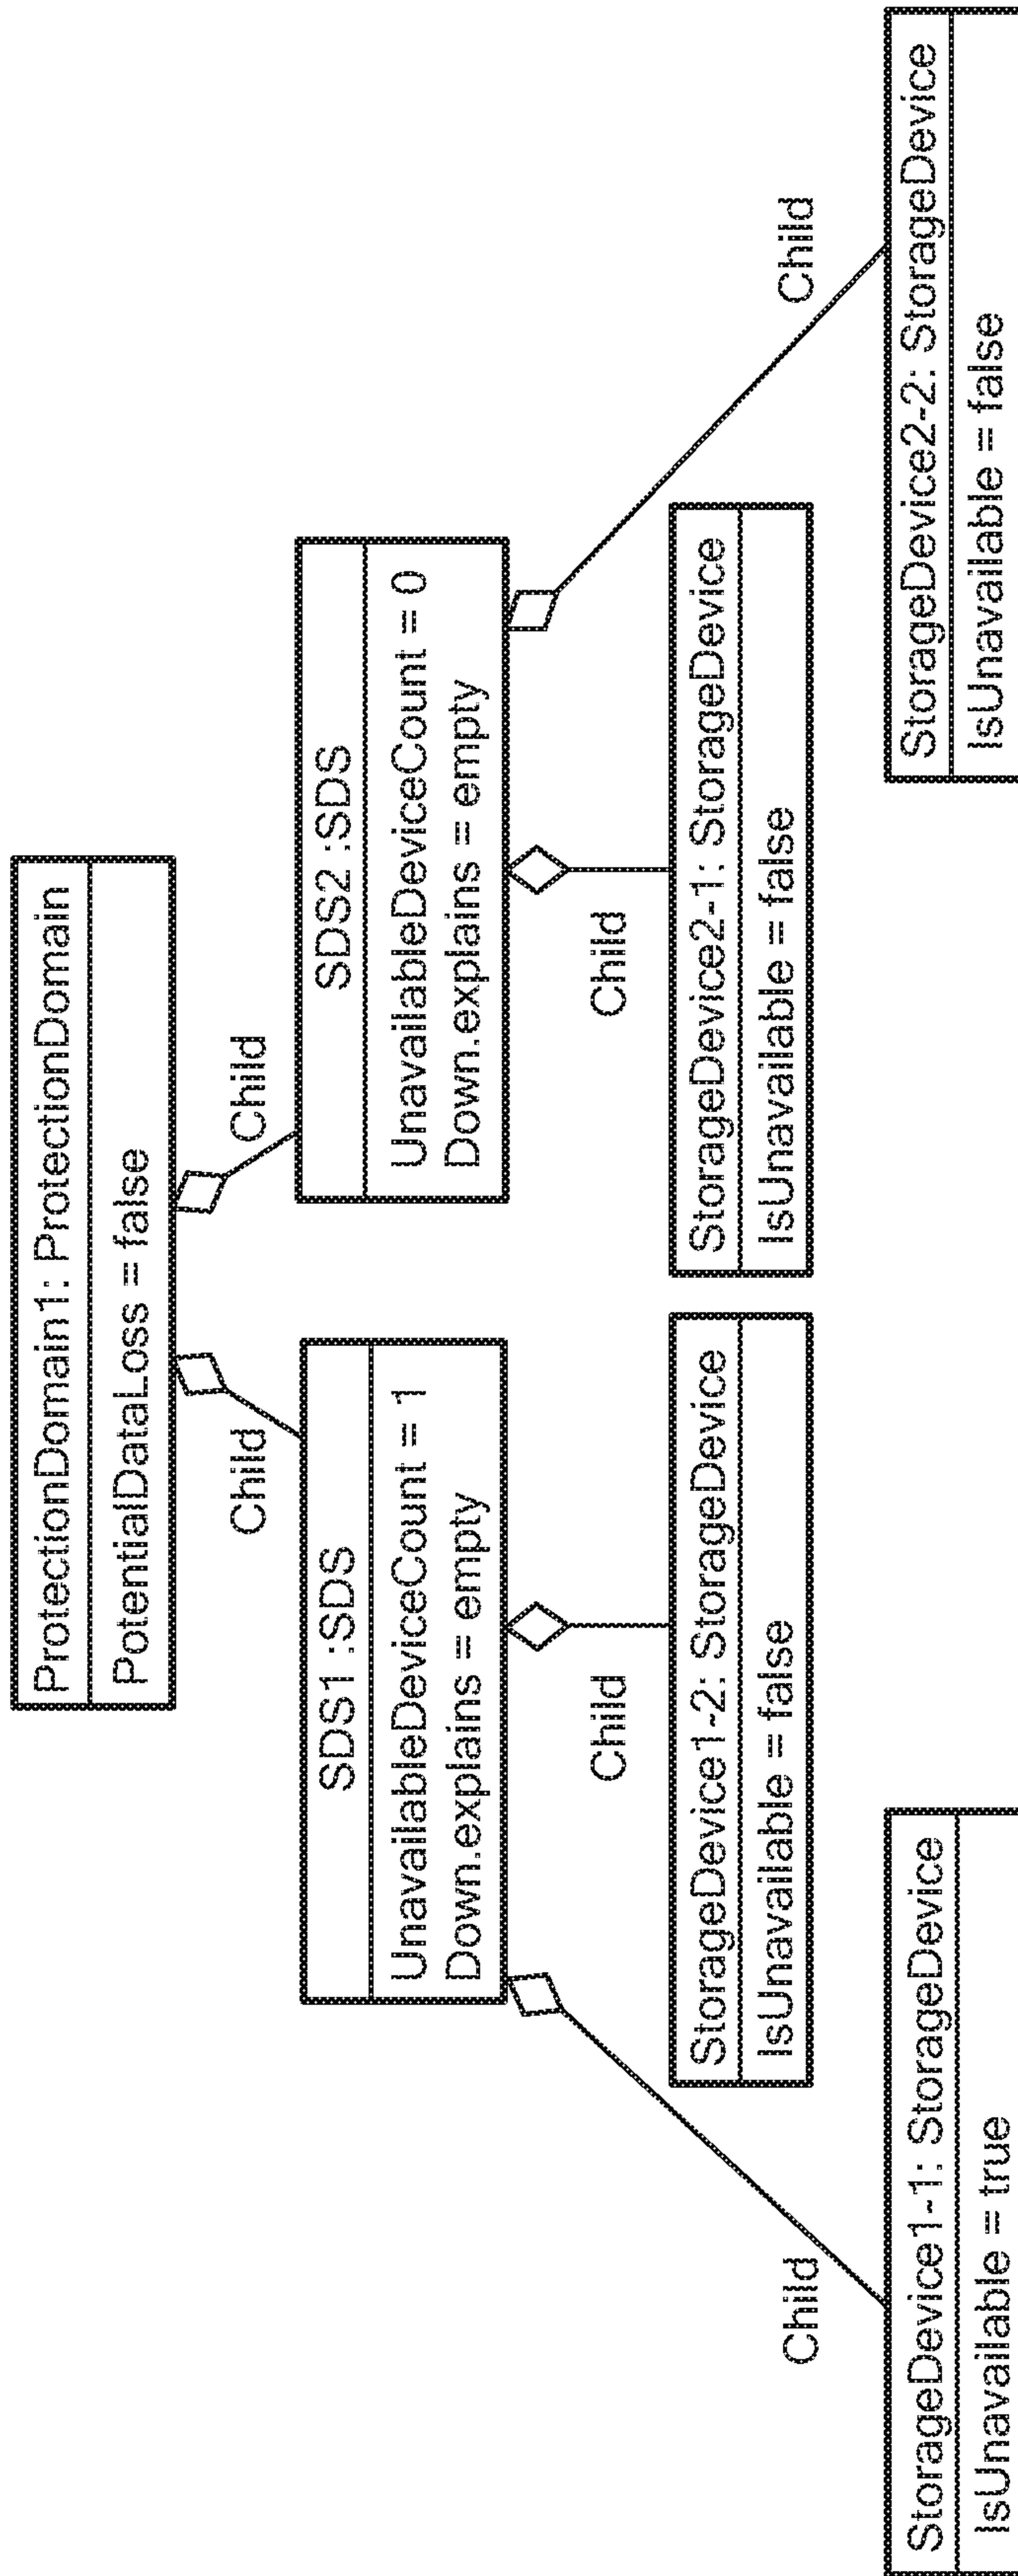 ProtectionDomain1: ProtectionDomain
PotentialDataLoss = false
Child
Child
SDS1 :SDS
UnavailableDeviceCount = 1
Down.explains = empty
SDS2 :SDS
UnavailableDeviceCount = 0
Down.explains = empty
Child
Child
Child
Child
StorageDevice1-2: StorageDevice
IsUnavailable = false
StorageDevice2-1: StorageDevice
IsUnavailable = false
StorageDevice1-1: StorageDevice
IsUnavailable = true
StorageDevice2-2: StorageDevice
IsUnavailable = false